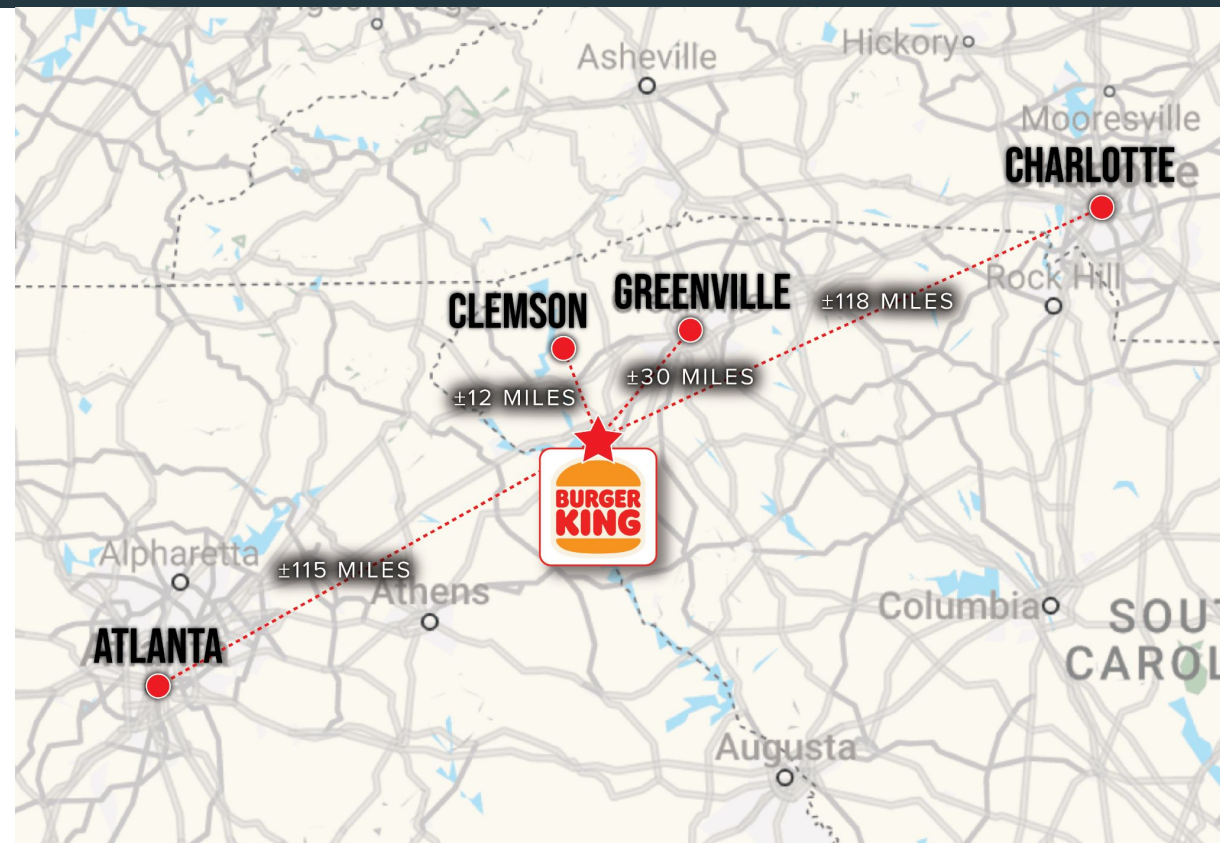 Asheville
Hickory
Mooresville
CHARLOTTE
GREENVILLE
CLEMSON
Rock Hill
±118 MILES
±30 MILES
±12 MILES
BURGER
KING
Alpharetta
±115 MILES
Athens
Columbia
SOUT
CAROL
ATLANTA
Augusta